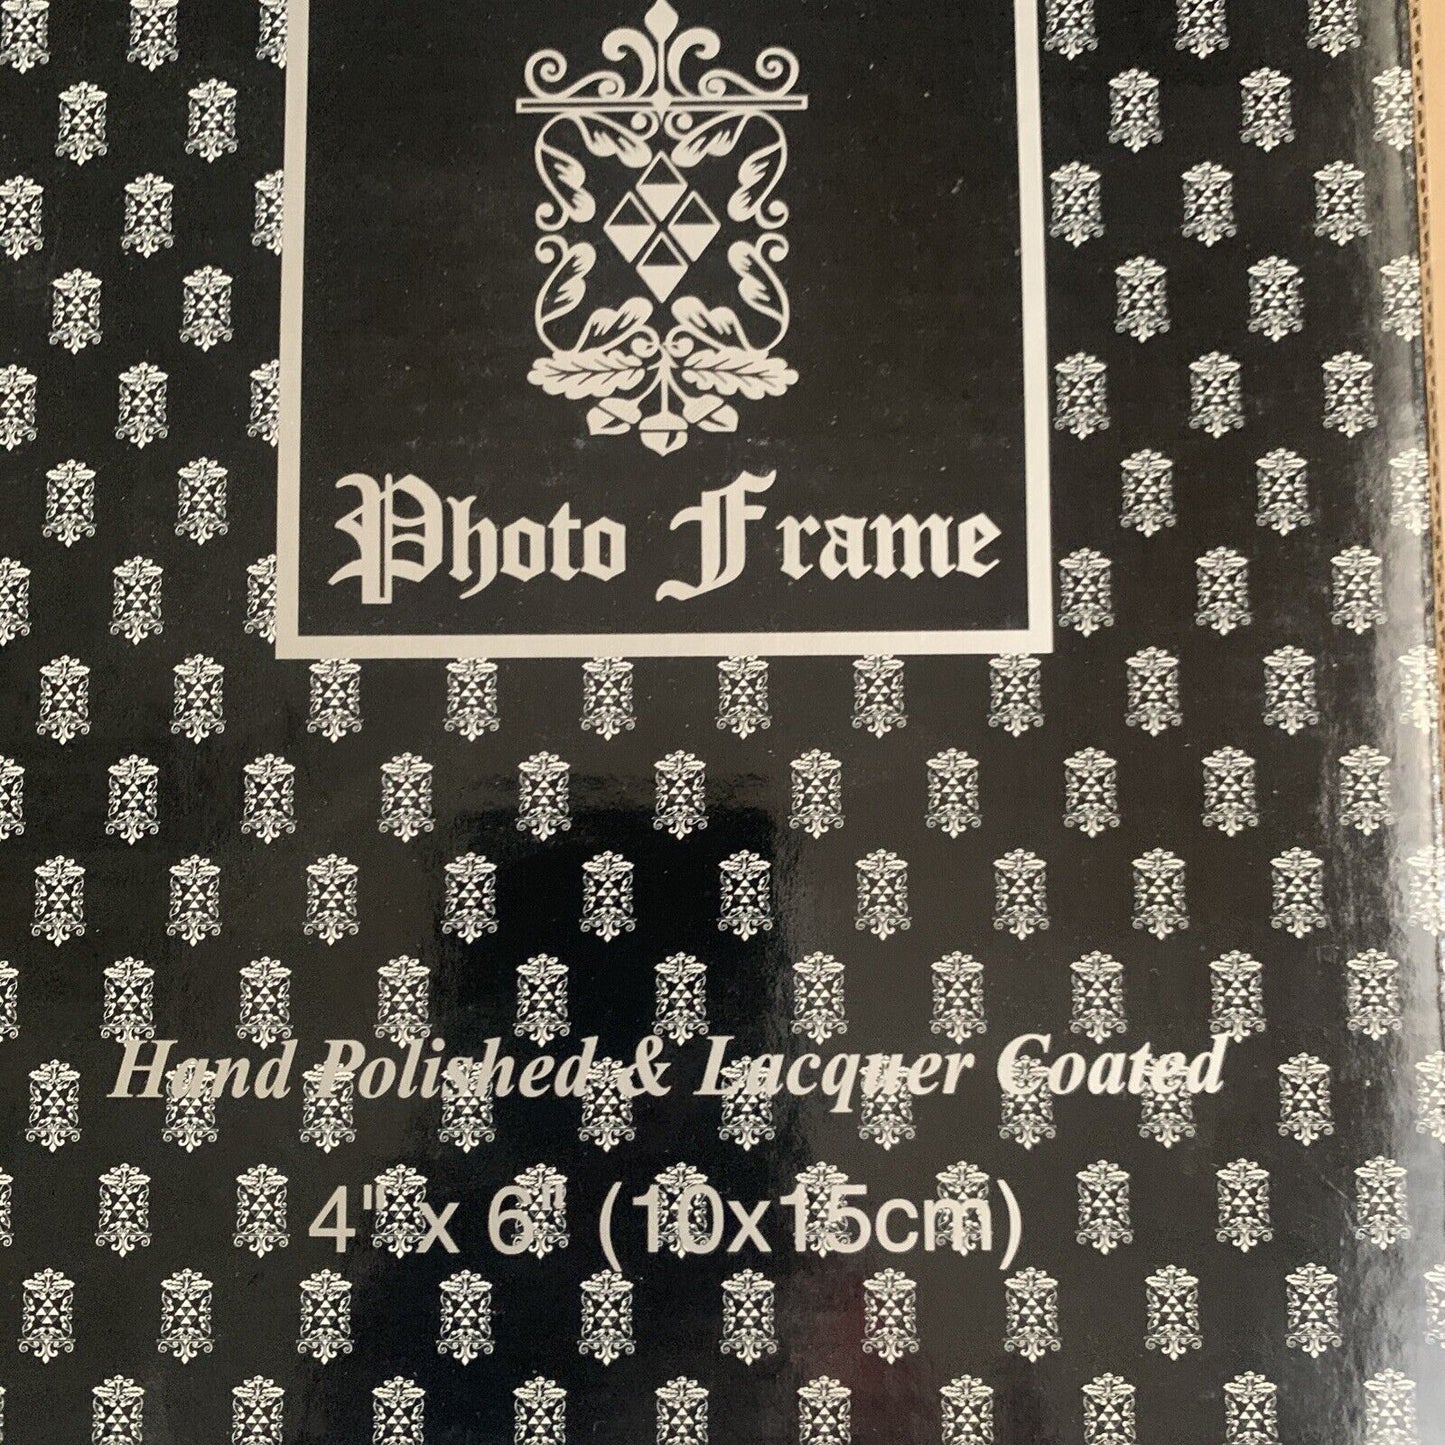 Photo Frame
Hand Polished & Lacquer Coated
4" x 6" (10x15cm)